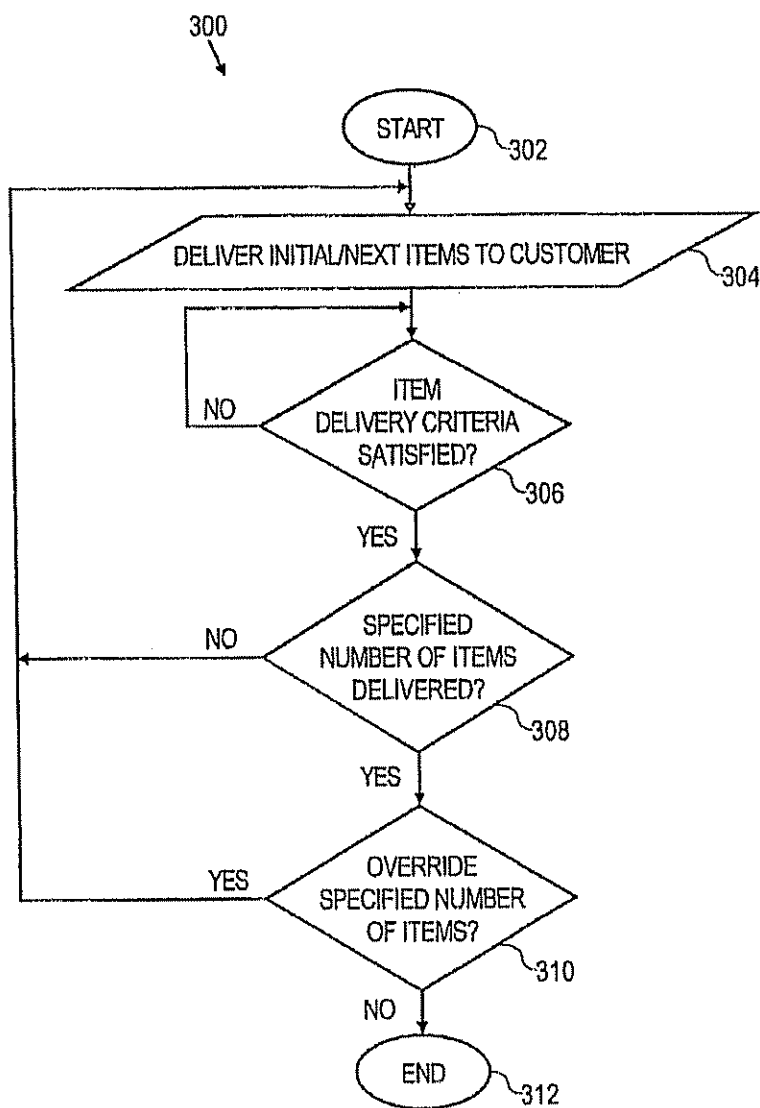 300
START
302
DELIVER INITIAL/NEXT ITEMS TO CUSTOMER
304
ITEM
DELIVERY CRITERIA
SATISFIED?
NO
306
YES
SPECIFIED
NUMBER OF ITEMS
DELIVERED?
NO
308
YES
OVERRIDE
SPECIFIED NUMBER
OF ITEMS?
YES
310
NO
END
312